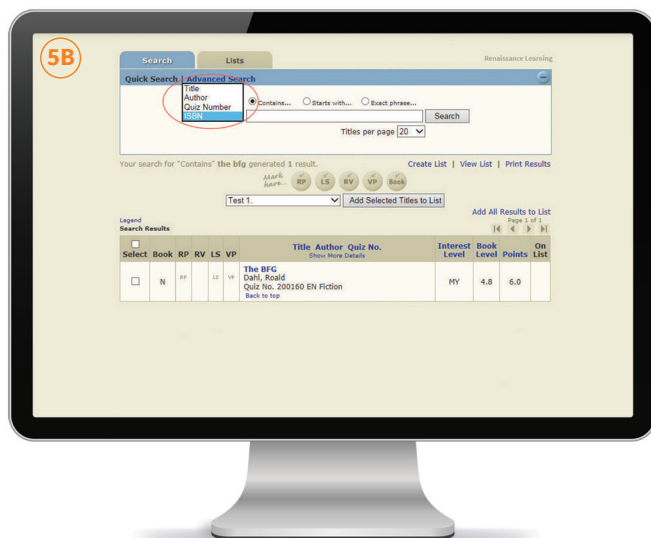 5B
Search
Lists
Renaissance Learning
Quick Search | Advanced Search
Title
Author
Quiz Number
ISBN
Contains... Starts with... Exact phrase...
Search
Titles per page 20
Your search for "Contains" the bfg generated 1 result.
Create List | View List | Print Results
Mark here... RP LS RV VP Book
Test 1. Add Selected Titles to List
Add All Results to List
Legend
Page 1 of 1
Search Results
Select Book RP RV LS VP Title Author Quiz No. Interest Level Book Level Points On List
Show More Details
The BFG
N RP LS VP Dahl, Roald MY 4.8 6.0
Quiz No. 200160 EN Fiction
Back to top